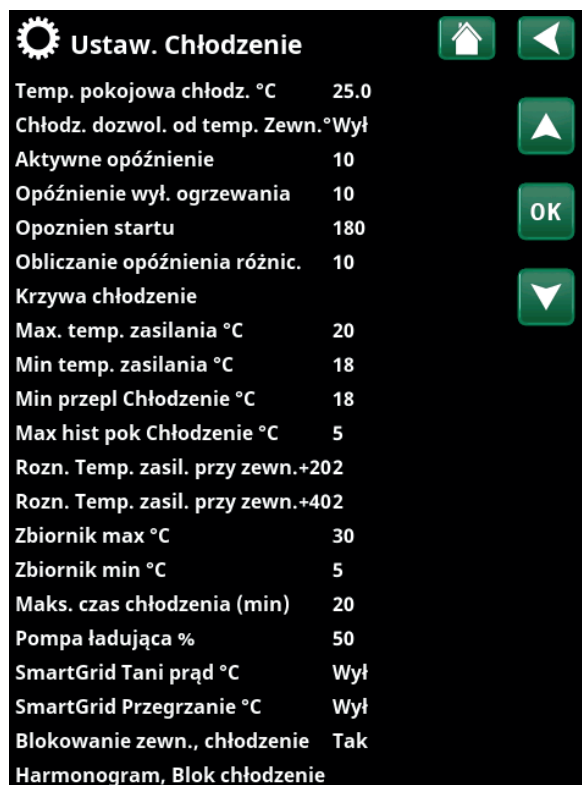 Ustaw. Chłodzenie
Temp. pokojowa chłodz. °C 25.0
Chłodz. dozwol. od temp. Zewn.° Wył
Aktywne opóźnienie 10
Opóźnienie wył. ogrzewania 10
OK
Opoznien startu 180
Obliczanie opóźnienia różnic. 10
Krzywa chłodzenie
Max. temp. zasilania °C 20
Min temp. zasilania °C 18
Min przepl Chłodzenie °C 18
Max hist pok Chłodzenie °C 5
Rozn. Temp. zasil. przy zewn.+20 2
Rozn. Temp. zasil. przy zewn.+40 2
Zbiornik max °C 30
Zbiornik min °C 5
Maks. czas chłodzenia (min) 20
Pompa ładująca % 50
SmartGrid Tani prąd °C Wył
SmartGrid Przegrzanie °C Wył
Blokowanie zewn., chłodzenie Tak
Harmonogram, Blok chłodzenie